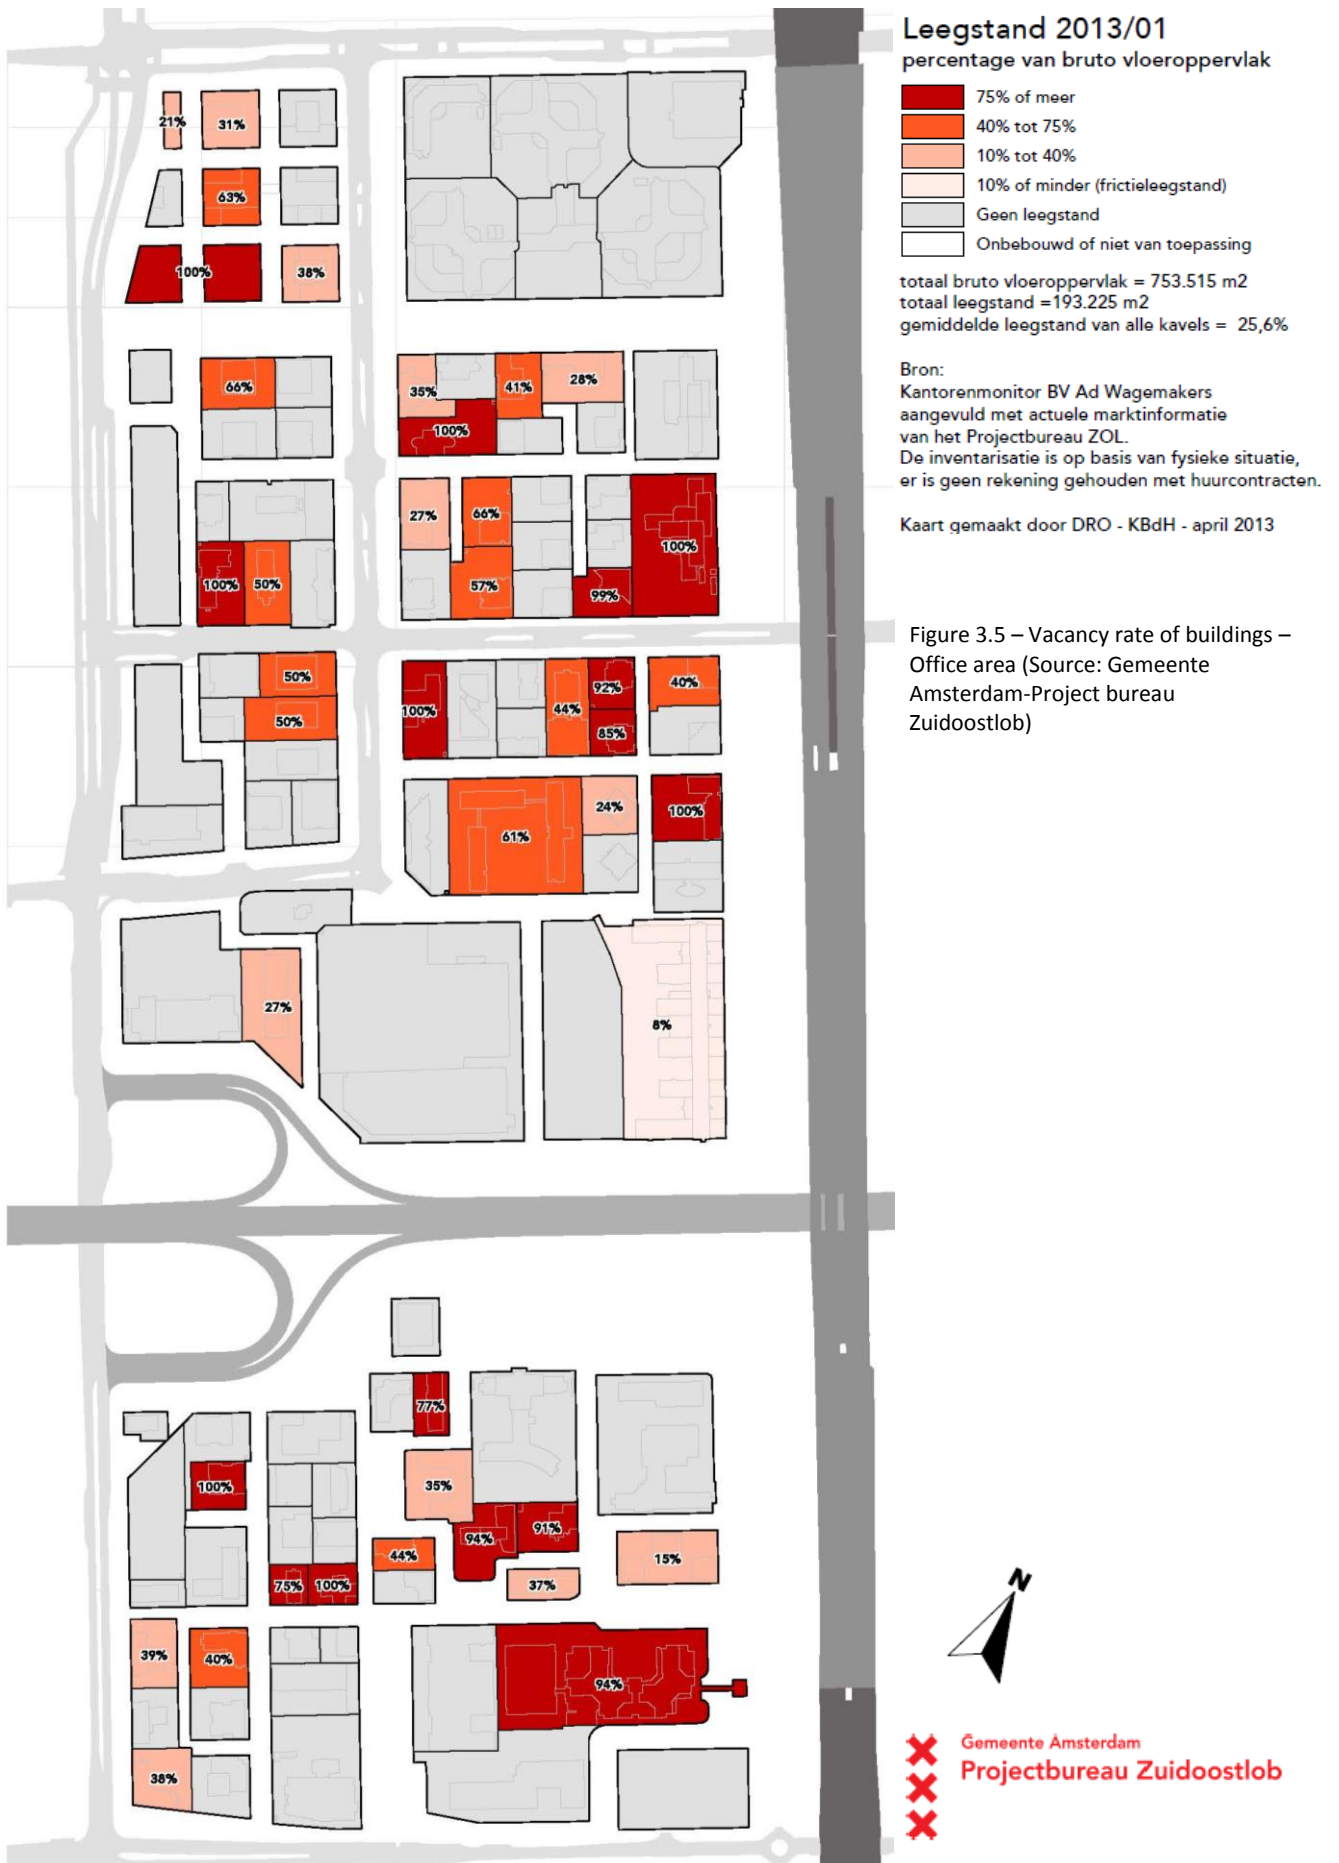 Leegstand 2013/01
percentage van bruto vloeroppervlak
75% of meer
40% tot 75%
10% tot 40%
10% of minder (frictieleegstand)
Geen leegstand
Onbebouwd of niet van toepassing
totaal bruto vloeroppervlak = 753.515 m2
totaal leegstand =193.225 m2
gemiddelde leegstand van alle kavels = 25,6%
Bron:
Kantorenmonitor BV Ad Wagemakers
aangevuld met actuele marktinformatie
van het Projectbureau ZOL.
De inventarisatie is op basis van fysieke situatie,
er is geen rekening gehouden met huurcontracten.
Kaart gemaakt door DRO - KBdH - april 2013
Figure 3.5 – Vacancy rate of buildings –
Office area (Source: Gemeente
Amsterdam-Project bureau
Zuidoostlob)
21% 31%
63%
100% 38%
66% 35% 41% 28%
100%
27% 66% 100%
100% 50% 57% 99%
50% 92% 40%
50% 100% 44% 85%
61% 24% 100%
27% 8%
77%
100% 35%
94% 91%
44% 15%
75% 100% 37%
39% 40% 94%
38%
N
Gemeente Amsterdam
Projectbureau Zuidoostlob